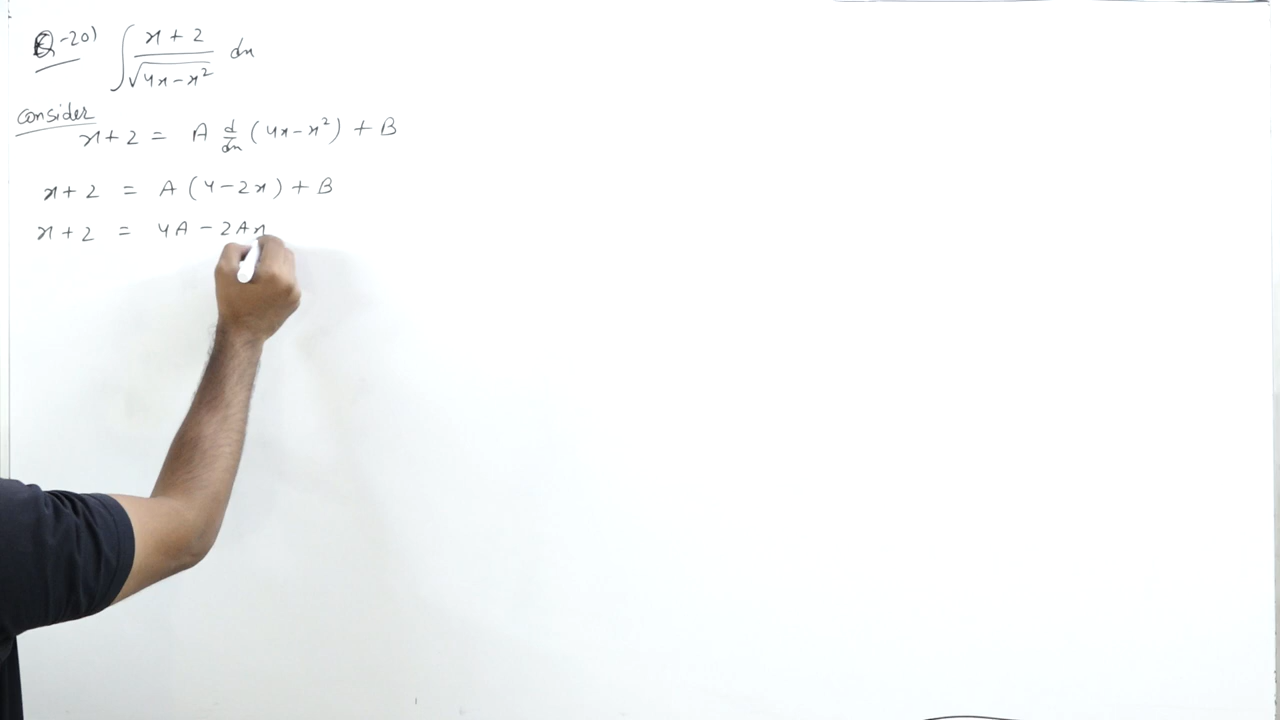 Q-20) ∫ x+2 / √(4x-x²) dx
Consider
x+2 = A d/dx (4x-x²) + B
x+2 = A(4-2x) + B
x+2 = 4A - 2Ax